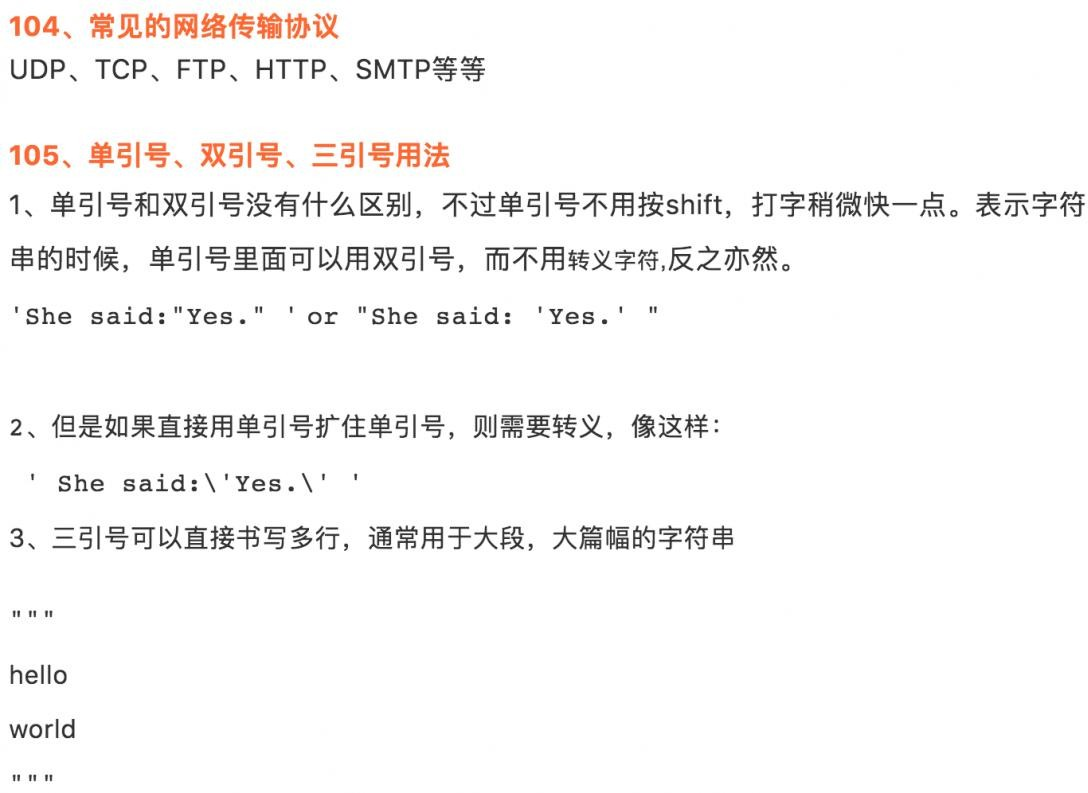 104、常见的网络传输协议
UDP、TCP、FTP、HTTP、SMTP等等
105、单引号、双引号、三引号用法
1、单引号和双引号没有什么区别，不过单引号不用按shift，打字稍微快一点。表示字符
串的时候，单引号里面可以用双引号，而不用转义字符,反之亦然。
'She said:"Yes." ' or "She said: 'Yes.' "
2、但是如果直接用单引号扩住单引号，则需要转义，像这样：
' She said:\'Yes.\' '
3、三引号可以直接书写多行，通常用于大段，大篇幅的字符串
"""
hello
world
"""